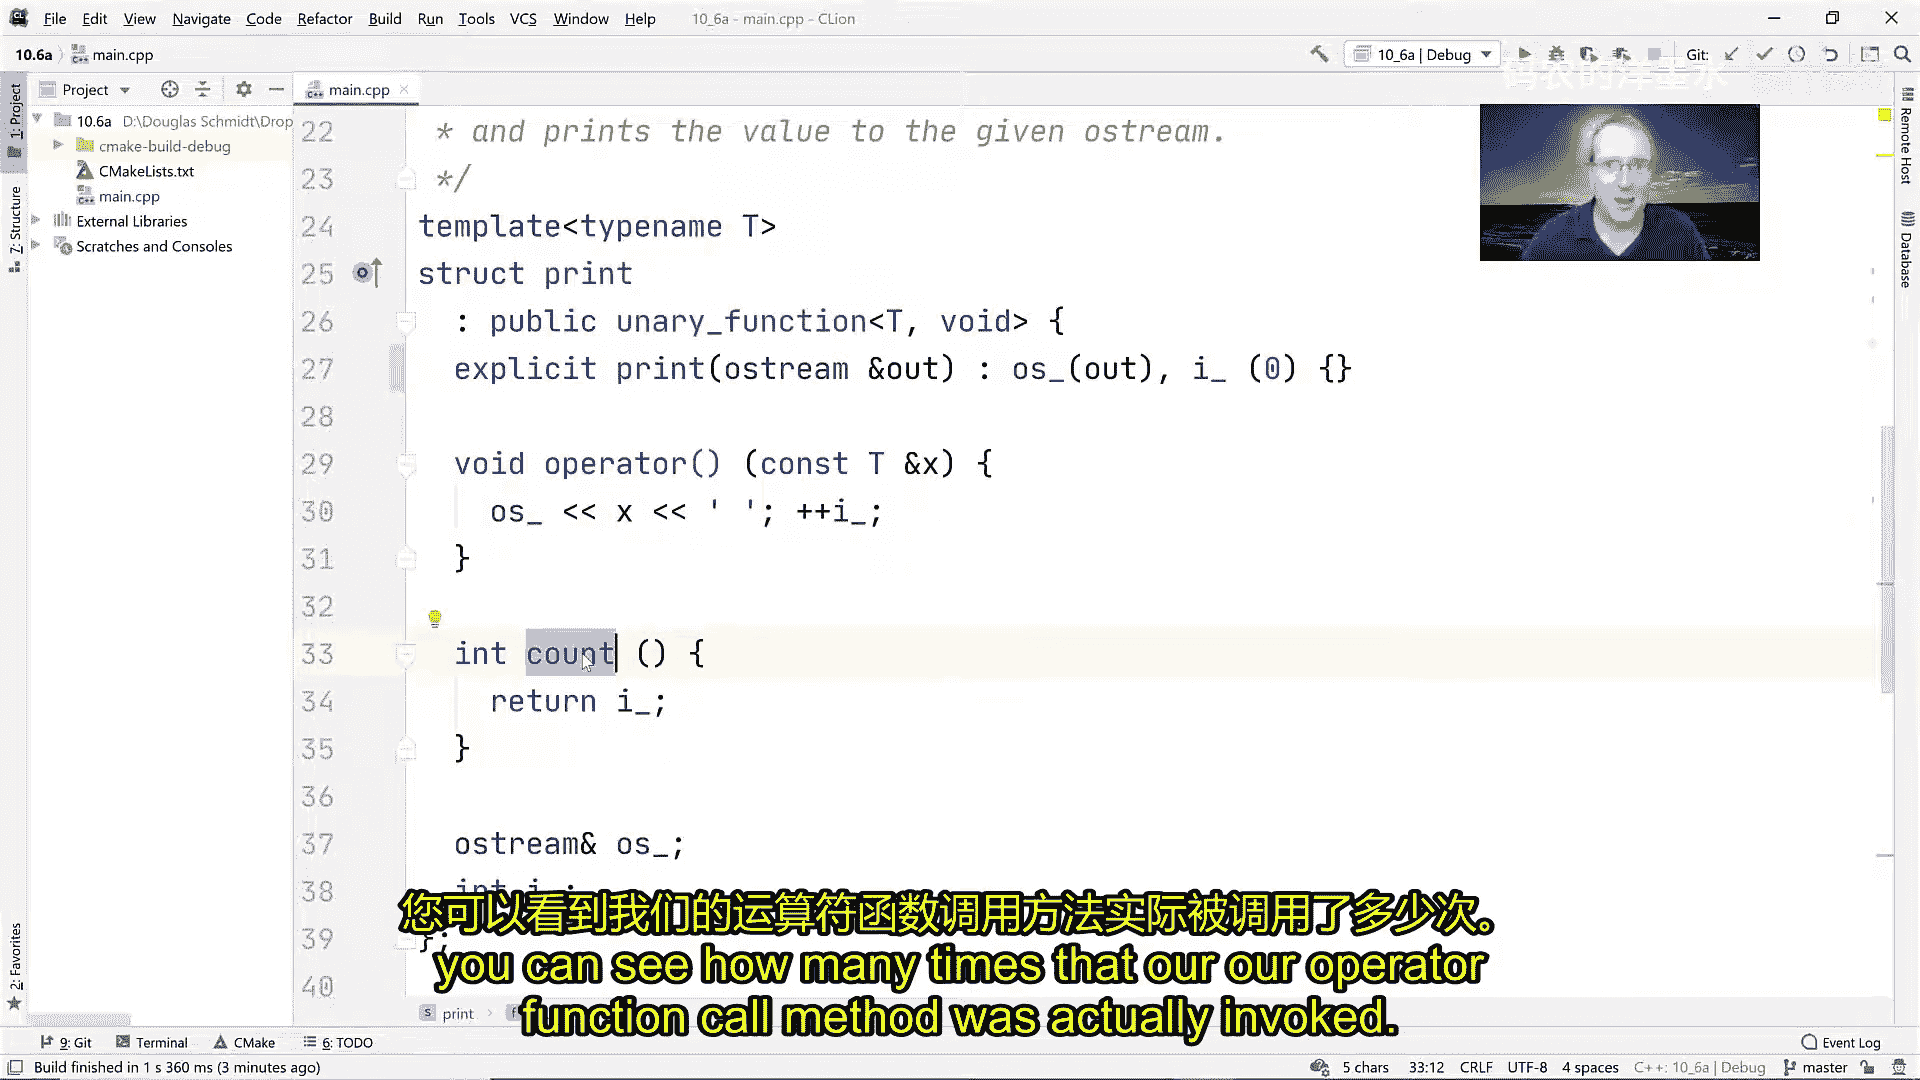 File Edit View Navigate Code Refactor Build Run Tools VCS Window Help 10_6a - main.cpp - CLion
10.6a main.cpp 10_6a | Debug Git:
Project main.cpp
1: Project
7: Structure
2: Favorites
10.6a D:\Douglas Schmidt\Drop
cmake-build-debug
CMakeLists.txt
main.cpp
External Libraries
Scratches and Consoles
22 * and prints the value to the given ostream.
23 */
24 template<typename T>
25 struct print
26 : public unary_function<T, void> {
27 explicit print(ostream &out) : os_(out), i_ (0) {}
28
29 void operator() (const T &x) {
30 os_ << x << ' '; ++i_;
31 }
32
33 int count () {
34 return i_;
35 }
36
37 ostream& os_;
38
39 };
40
Remote Host
Database
您可以看到我们的运算符函数调用方法实际被调用了多少次。
you can see how many times that our our operator
function call method was actually invoked.
print
9: Git Terminal CMake 6: TODO Event Log
Build finished in 1 s 360 ms (3 minutes ago) 5 chars 33:12 CRLF UTF-8 4 spaces C++: 10_6a | Debug master